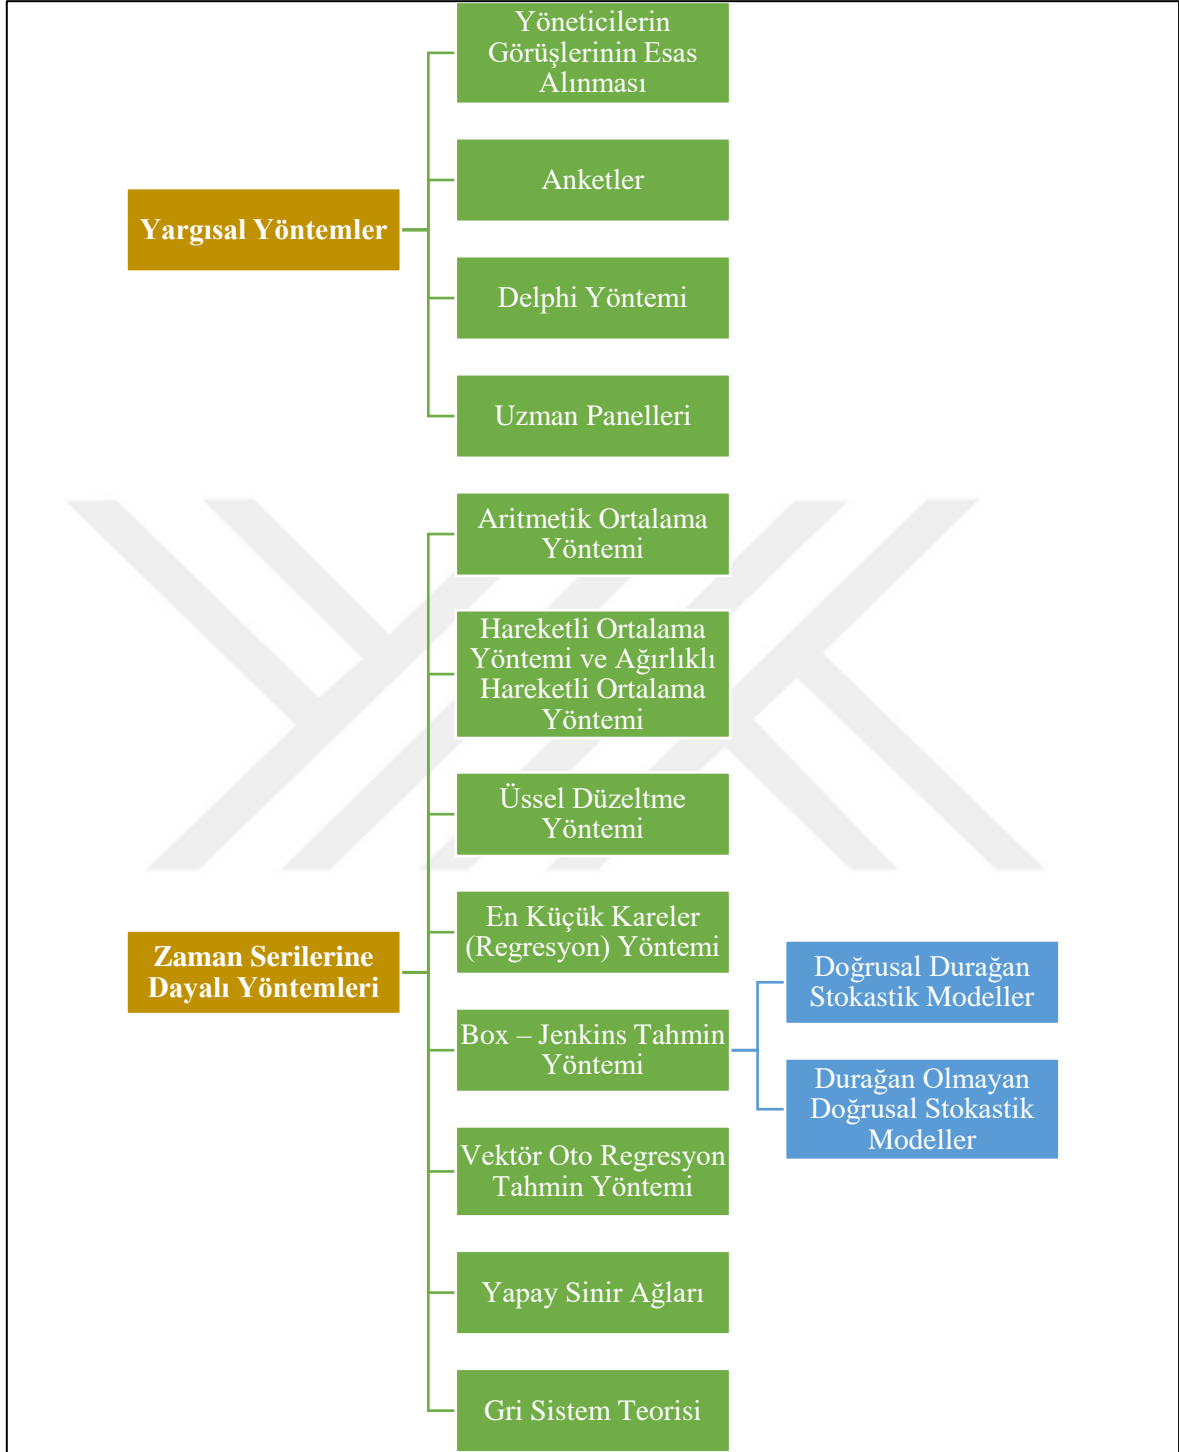 Yöneticilerin
Görüşlerinin Esas
Alınması
Anketler
Yargısal Yöntemler
Delphi Yöntemi
Uzman Panelleri
Aritmetik Ortalama
Yöntemi
Hareketli Ortalama
Yöntemi ve Ağırlıklı
Hareketli Ortalama
Yöntemi
Üssel Düzeltme
Yöntemi
En Küçük Kareler
(Regresyon) Yöntemi
Zaman Serilerine
Dayalı Yöntemleri
Doğrusal Durağan
Stokastik Modeller
Box – Jenkins Tahmin
Yöntemi
Durağan Olmayan
Doğrusal Stokastik
Modeller
Vektör Oto Regresyon
Tahmin Yöntemi
Yapay Sinir Ağları
Gri Sistem Teorisi